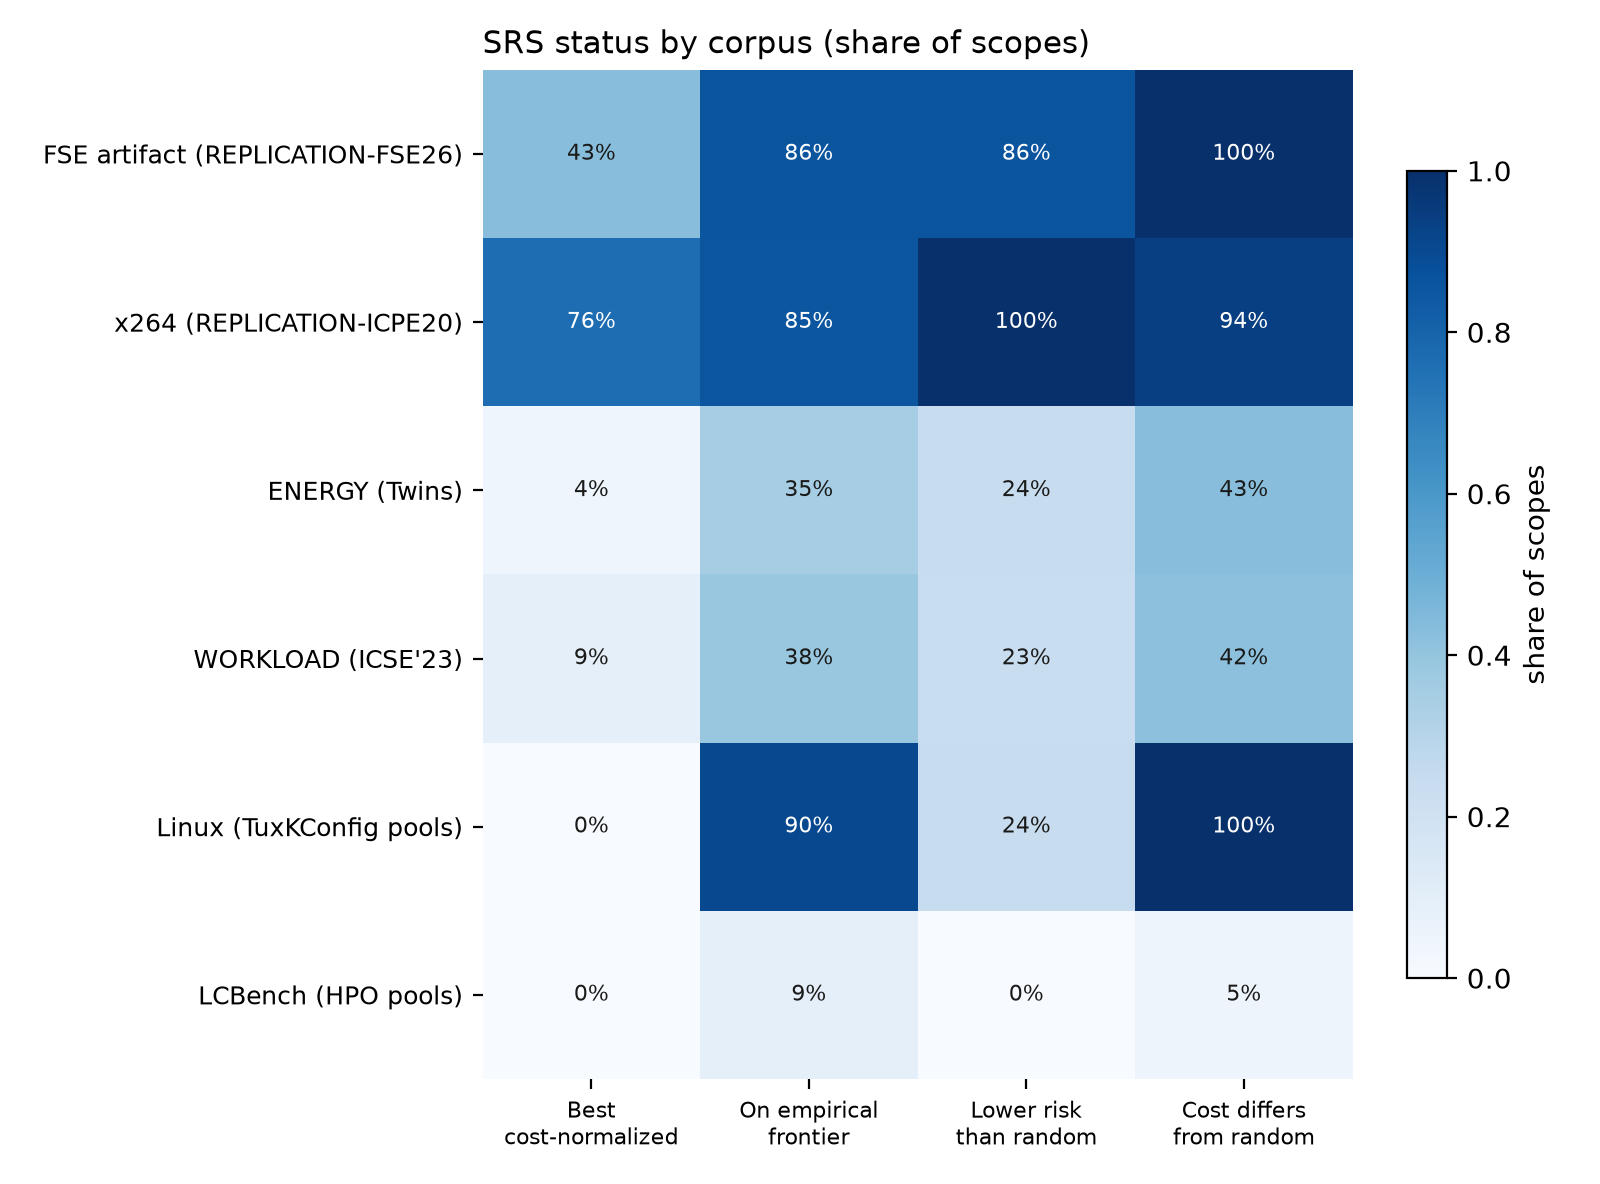 SRS status by corpus (share of scopes)
FSE artifact (REPLICATION-FSE26)
43%
86%
86%
100%
x264 (REPLICATION-ICPE20)
76%
85%
100%
94%
ENERGY (Twins)
4%
35%
24%
43%
WORKLOAD (ICSE'23)
9%
38%
23%
42%
Linux (TuxKConfig pools)
0%
90%
24%
100%
LCBench (HPO pools)
0%
9%
0%
5%
Best
cost-normalized
On empirical
frontier
Lower risk
than random
Cost differs
from random
1.0
0.8
0.6
0.4
0.2
0.0
share of scopes